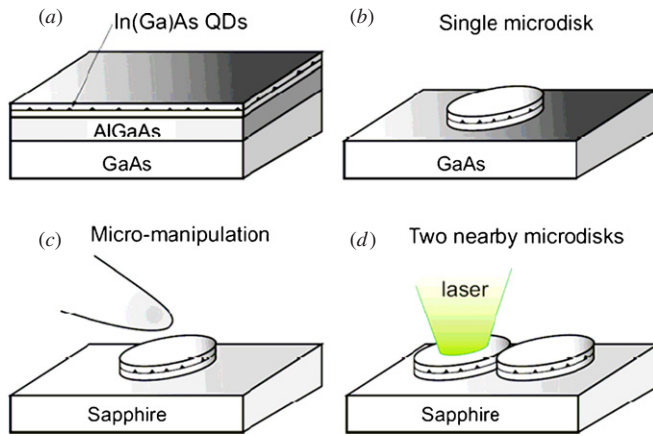 (a)
In(Ga)As QDs
AlGaAs
GaAs
(b)
Single microdisk
GaAs
(c)
Micro-manipulation
Sapphire
(d)
Two nearby microdisks
laser
Sapphire